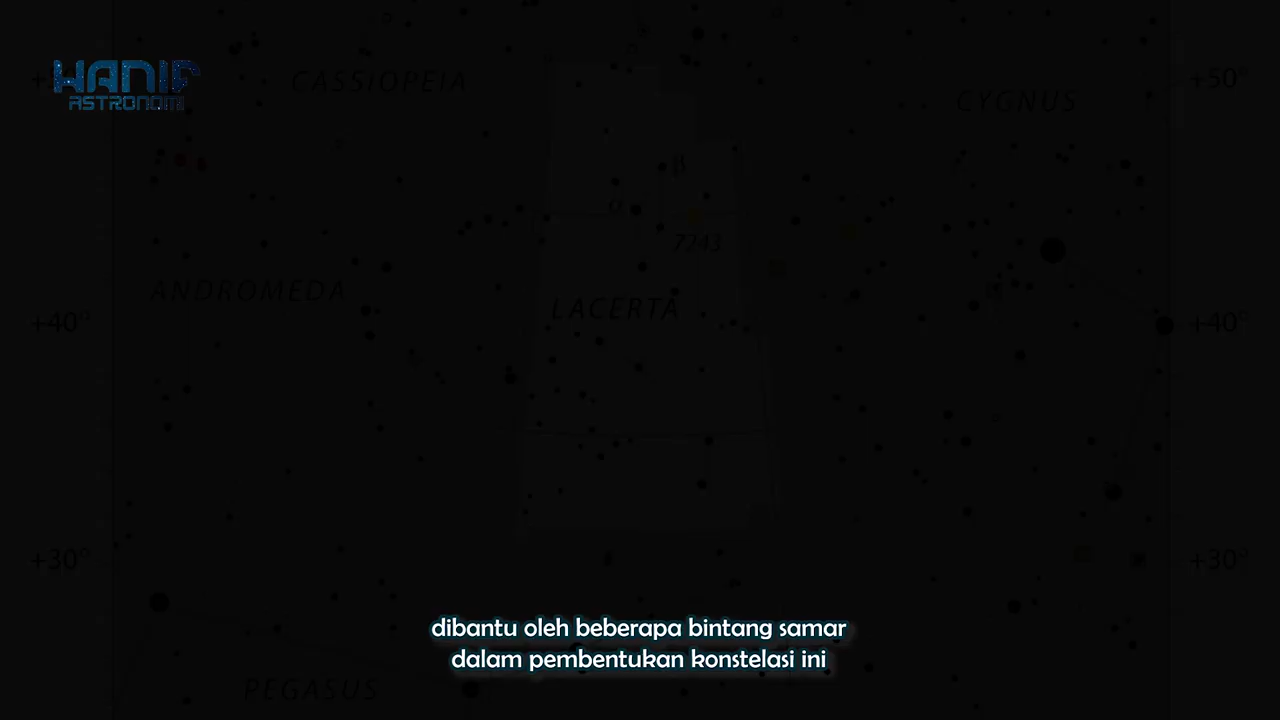 HANIF
ASTRONOMI
CASSIOPEIA
CYGNUS
+50°
β
α
7243
ANDROMEDA
LACERTA
+40°
+40°
+30°
+30°
dibantu oleh beberapa bintang samar
dalam pembentukan konstelasi ini
PEGASUS